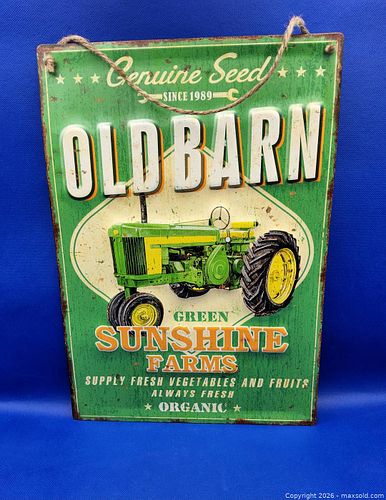 Genuine Seed
SINCE 1989
OLD BARN
GREEN
SUNSHINE
FARMS
SUPPLY FRESH VEGETABLES AND FRUITS
ALWAYS FRESH
ORGANIC
Copyright 2026 - maxsold.com